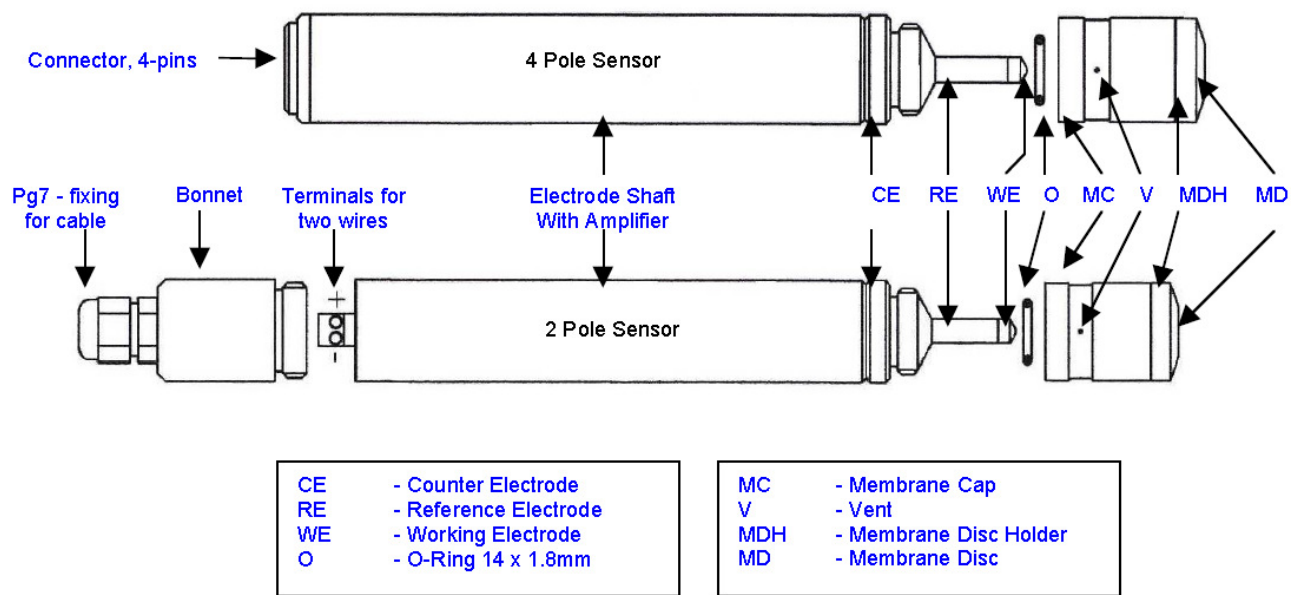 Connector, 4-pins
4 Pole Sensor
Pg7 - fixing
for cable
Bonnet
Terminals for
two wires
Electrode Shaft
With Amplifier
CE
RE
WE
O
MC
V
MDH
MD
+
-
2 Pole Sensor
CE - Counter Electrode
RE - Reference Electrode
WE - Working Electrode
O - O-Ring 14 x 1.8mm
MC - Membrane Cap
V - Vent
MDH - Membrane Disc Holder
MD - Membrane Disc